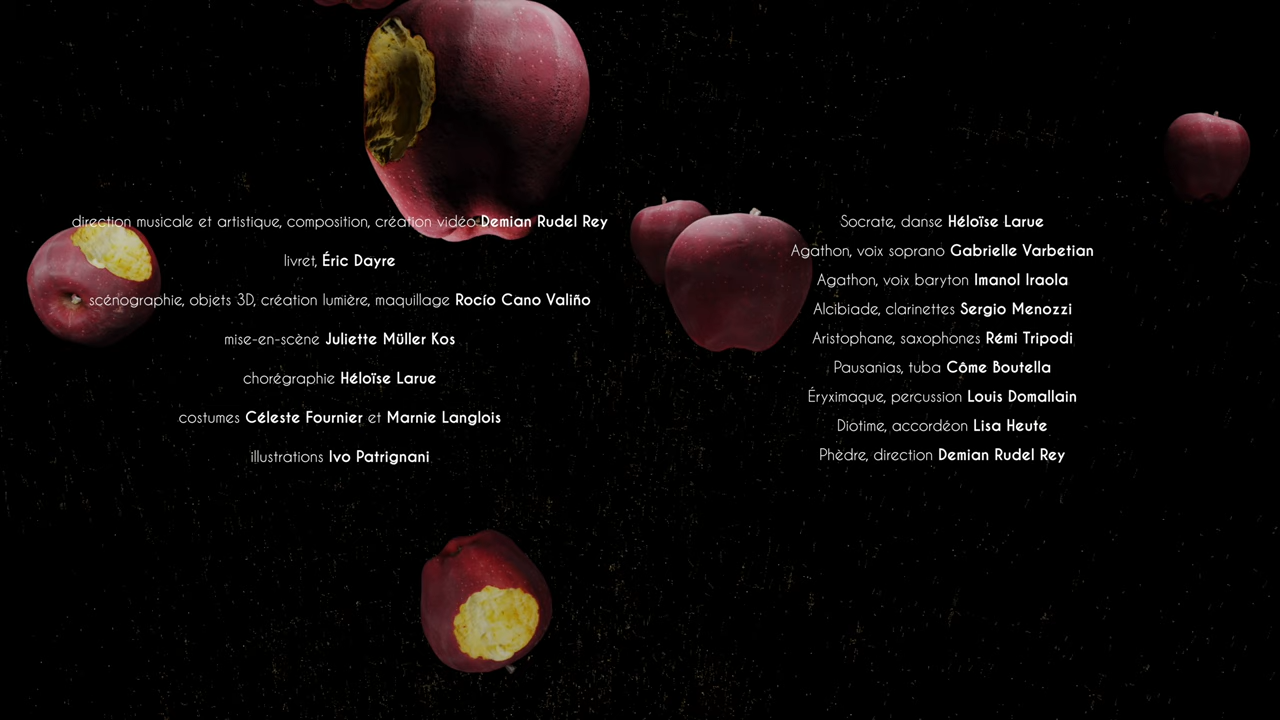 direction musicale et artistique, composition, création vidéo Demian Rudel Rey
livret, Éric Dayre
scénographie, objets 3D, création lumière, maquillage Rocío Cano Valiño
mise-en-scène Juliette Müller Kos
chorégraphie Héloïse Larue
costumes Céleste Fournier et Marnie Langlois
illustrations Ivo Patrignani
Socrate, danse Héloïse Larue
Agathon, voix soprano Gabrielle Varbetian
Agathon, voix baryton Imanol Iraola
Alcibiade, clarinettes Sergio Menozzi
Aristophane, saxophones Rémi Tripodi
Pausanias, tuba Côme Boutella
Éryximaque, percussion Louis Domallain
Diotime, accordéon Lisa Heute
Phèdre, direction Demian Rudel Rey